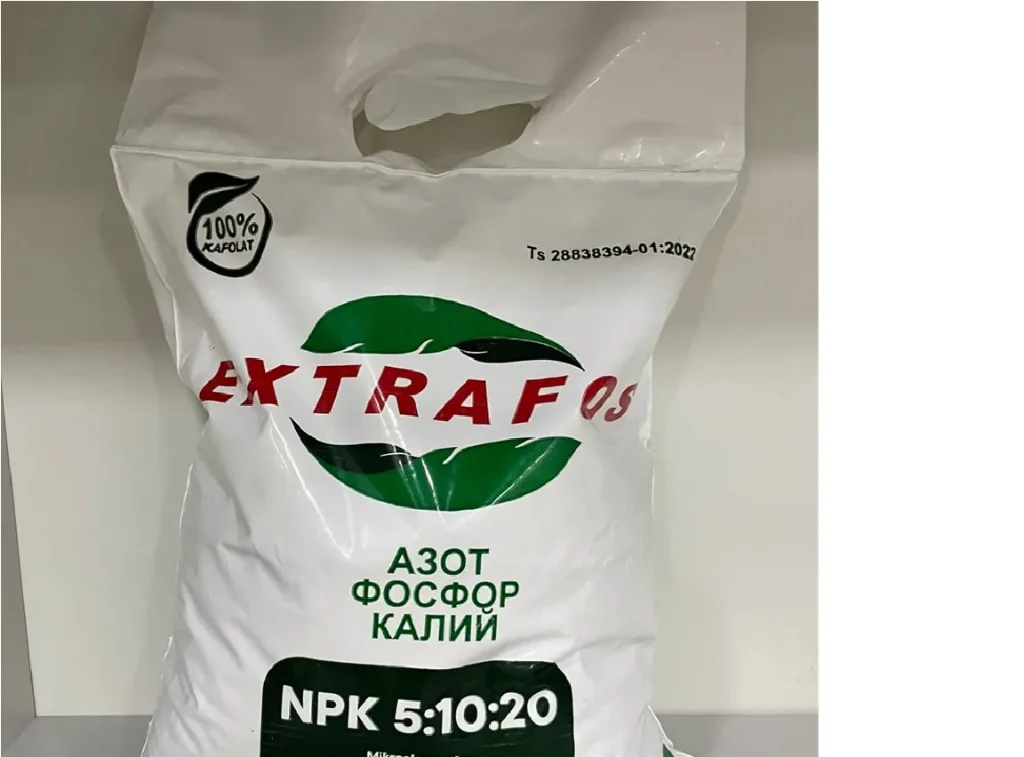 100%
KAFOLAT
Ts 28838394-01:2022
EXTRAFOS
АЗОТ
ФОСФОР
КАЛИЙ
NPK 5:10:20